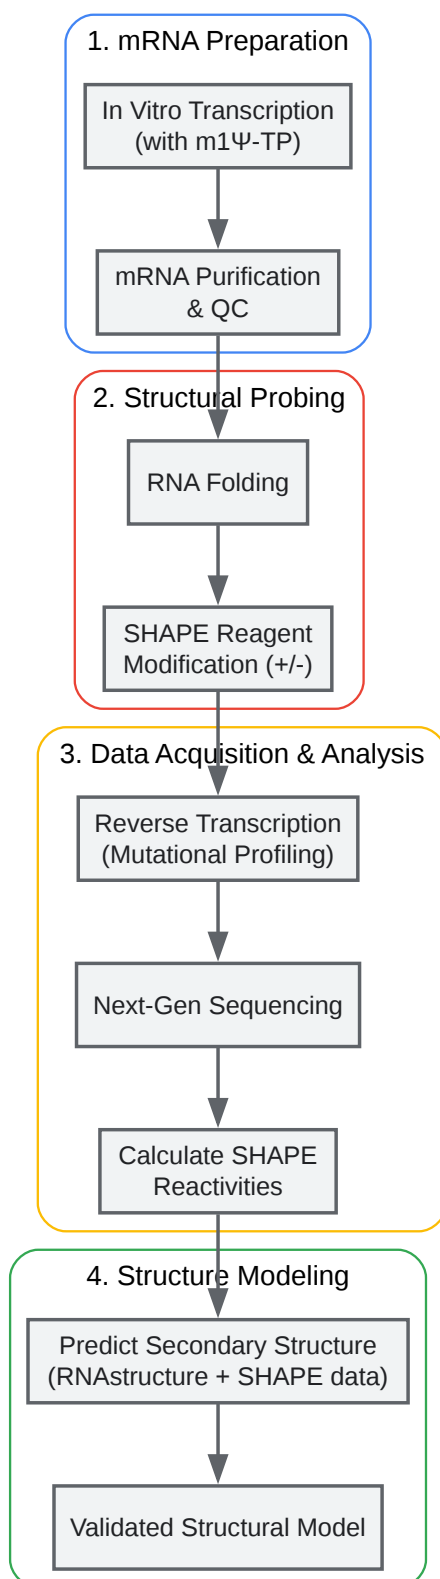 1. mRNA Preparation
In Vitro Transcription
(with m1Ψ-TP)
mRNA Purification
& QC
2. Structural Probing
RNA Folding
SHAPE Reagent
Modification (+/-)
3. Data Acquisition & Analysis
Reverse Transcription
(Mutational Profiling)
Next-Gen Sequencing
Calculate SHAPE
Reactivities
4. Structure Modeling
Predict Secondary Structure
(RNAstructure + SHAPE data)
Validated Structural Model